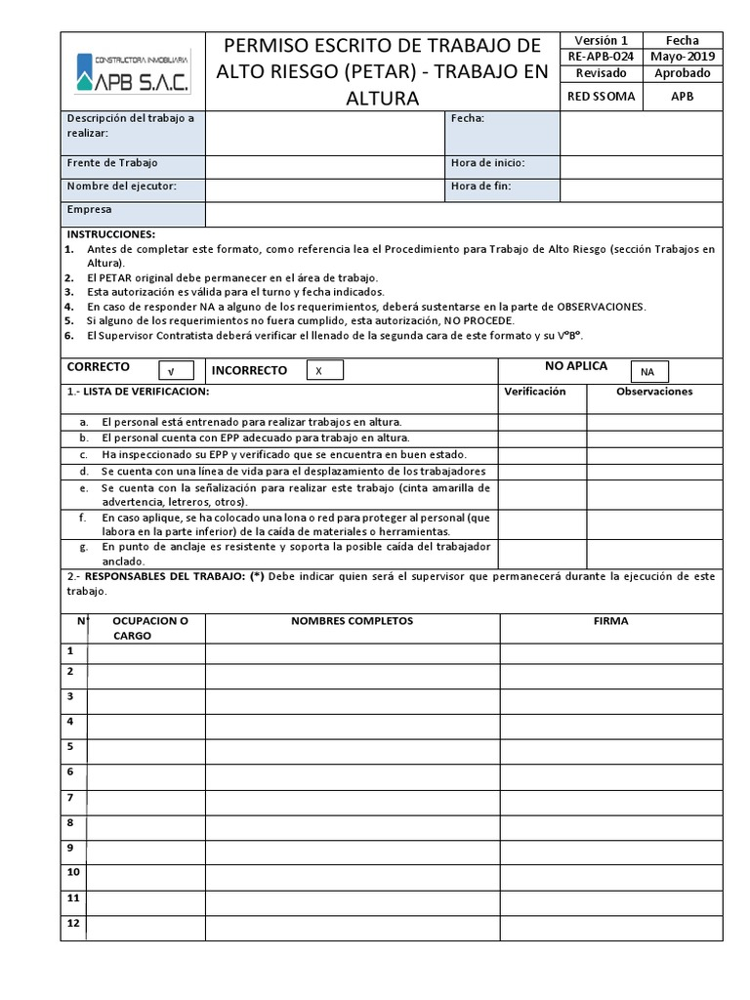 CONSTRUCTORA INMOBILIARIA
APB S.A.C.
PERMISO ESCRITO DE TRABAJO DE
ALTO RIESGO (PETAR) - TRABAJO EN
ALTURA
Versión 1
Fecha
RE-APB-024
Mayo-2019
Revisado
Aprobado
RED SSOMA
APB
Descripción del trabajo a
realizar:
Fecha:
Frente de Trabajo
Hora de inicio:
Nombre del ejecutor:
Hora de fin:
Empresa
INSTRUCCIONES:
1. Antes de completar este formato, como referencia lea el Procedimiento para Trabajo de Alto Riesgo (sección Trabajos en
Altura).
2. El PETAR original debe permanecer en el área de trabajo.
3. Esta autorización es válida para el turno y fecha indicados.
4. En caso de responder NA a alguno de los requerimientos, deberá sustentarse en la parte de OBSERVACIONES.
5. Si alguno de los requerimientos no fuera cumplido, esta autorización, NO PROCEDE.
6. El Supervisor Contratista deberá verificar el llenado de la segunda cara de este formato y su V°B°.
CORRECTO √ INCORRECTO X NO APLICA NA
1.- LISTA DE VERIFICACION: Verificación Observaciones
a. El personal está entrenado para realizar trabajos en altura.
b. El personal cuenta con EPP adecuado para trabajo en altura.
c. Ha inspeccionado su EPP y verificado que se encuentra en buen estado.
d. Se cuenta con una línea de vida para el desplazamiento de los trabajadores
e. Se cuenta con la señalización para realizar este trabajo (cinta amarilla de
advertencia, letreros, otros).
f. En caso aplique, se ha colocado una lona o red para proteger al personal (que
labora en la parte inferior) de la caída de materiales o herramientas.
g. En punto de anclaje es resistente y soporta la posible caída del trabajador
anclado.
2.- RESPONSABLES DEL TRABAJO: (*) Debe indicar quien será el supervisor que permanecerá durante la ejecución de este
trabajo.
N° OCUPACION O
CARGO
NOMBRES COMPLETOS
FIRMA
1
2
3
4
5
6
7
8
9
10
11
12